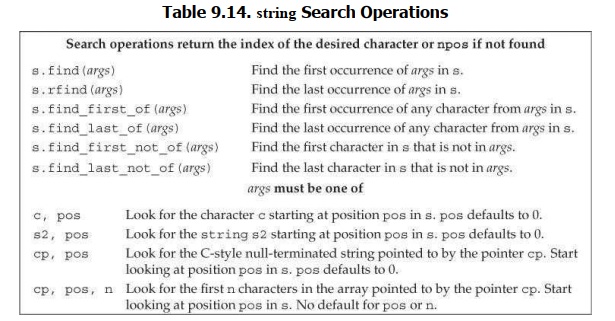 Table 9.14. string Search Operations
Search operations return the index of the desired character or npos if not found
s.find(args) Find the first occurrence of args in s.
s.rfind(args) Find the last occurrence of args in s.
s.find_first_of(args) Find the first occurrence of any character from args in s.
s.find_last_of(args) Find the last occurrence of any character from args in s.
s.find_first_not_of(args) Find the first character in s that is not in args.
s.find_last_not_of(args) Find the last character in s that is not in args.
args must be one of
c, pos Look for the character c starting at position pos in s. pos defaults to 0.
s2, pos Look for the string s2 starting at position pos in s. pos defaults to 0.
cp, pos Look for the C-style null-terminated string pointed to by the pointer cp. Start
looking at position pos in s. pos defaults to 0.
cp, pos, n Look for the first n characters in the array pointed to by the pointer cp. Start
looking at position pos in s. No default for pos or n.